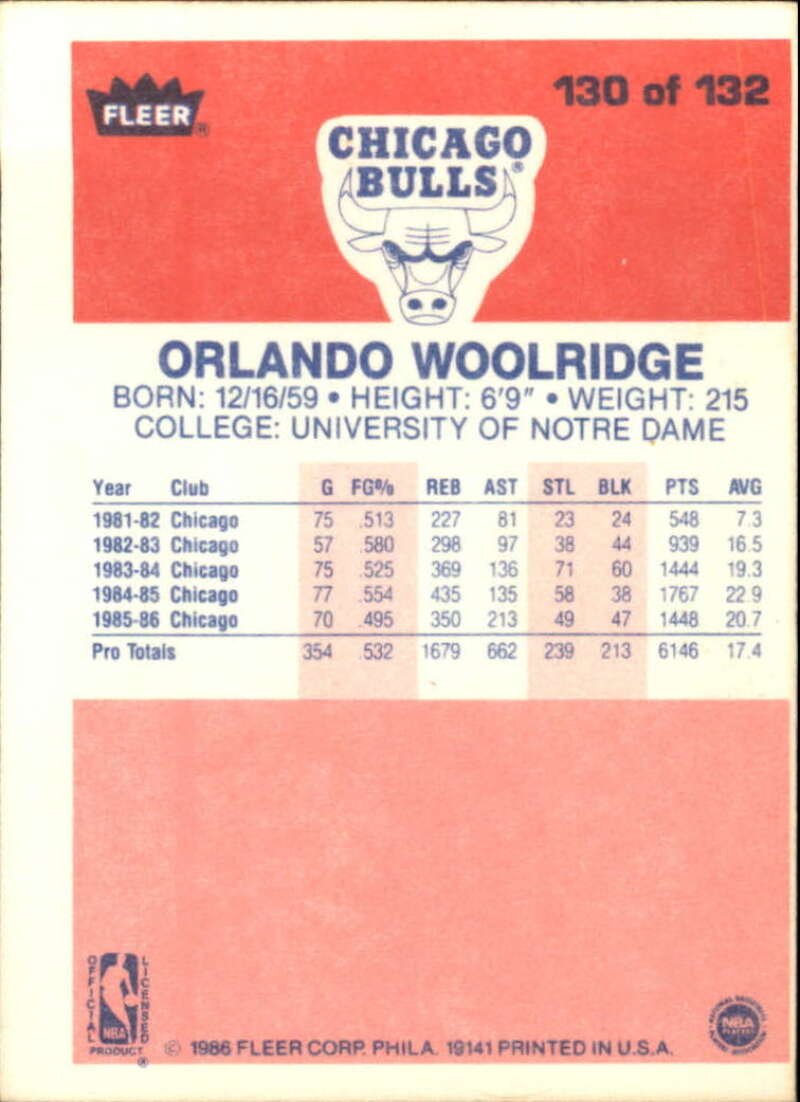 FLEER®
130 of 132
CHICAGO
BULLS®
ORLANDO WOOLRIDGE
BORN: 12/16/59 • HEIGHT: 6'9" • WEIGHT: 215
COLLEGE: UNIVERSITY OF NOTRE DAME
Year Club G FG% REB AST STL BLK PTS AVG
1981-82 Chicago 75 .513 227 81 23 24 548 7.3
1982-83 Chicago 57 .580 298 97 38 44 939 16.5
1983-84 Chicago 75 .525 369 136 71 60 1444 19.3
1984-85 Chicago 77 .554 435 135 58 38 1767 22.9
1985-86 Chicago 70 .495 350 213 49 47 1448 20.7
Pro Totals 354 .532 1679 662 239 213 6146 17.4
OFFICIAL LICENSED
NBA
PRODUCT ®
© 1986 FLEER CORP. PHILA. 19141 PRINTED IN U.S.A.
NATIONAL BASKETBALL
NBA
PLAYERS
ASSOCIATION